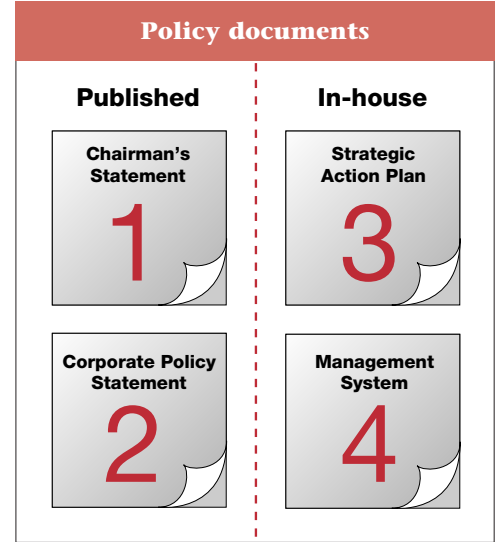 Policy documents
Published
Chairman's
Statement
1
Corporate Policy
Statement
2
In-house
Strategic
Action Plan
3
Management
System
4